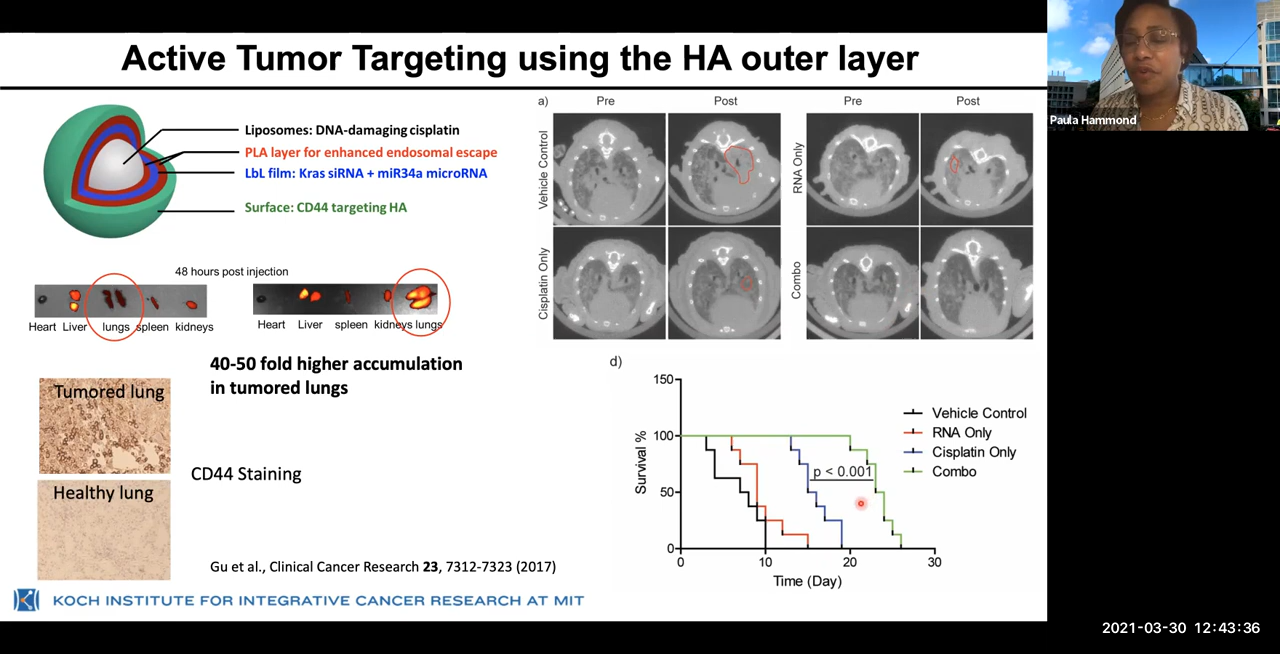 Active Tumor Targeting using the HA outer layer
Liposomes: DNA-damaging cisplatin
PLA layer for enhanced endosomal escape
LbL film: Kras siRNA + miR34a microRNA
Surface: CD44 targeting HA
48 hours post injection
Heart Liver lungs spleen kidneys
Heart Liver spleen kidneys lungs
40-50 fold higher accumulation
in tumored lungs
Tumored lung
CD44 Staining
Healthy lung
Gu et al., Clinical Cancer Research 23, 7312-7323 (2017)
a)
Pre Post Pre Post
Vehicle Control
RNA Only
Cisplatin Only
Combo
d)
Survival %
150
100
50
0
0 10 20 30
Time (Day)
p < 0.001
Vehicle Control
RNA Only
Cisplatin Only
Combo
KOCH INSTITUTE FOR INTEGRATIVE CANCER RESEARCH AT MIT
Paula Hammond
2021-03-30 12:43:36